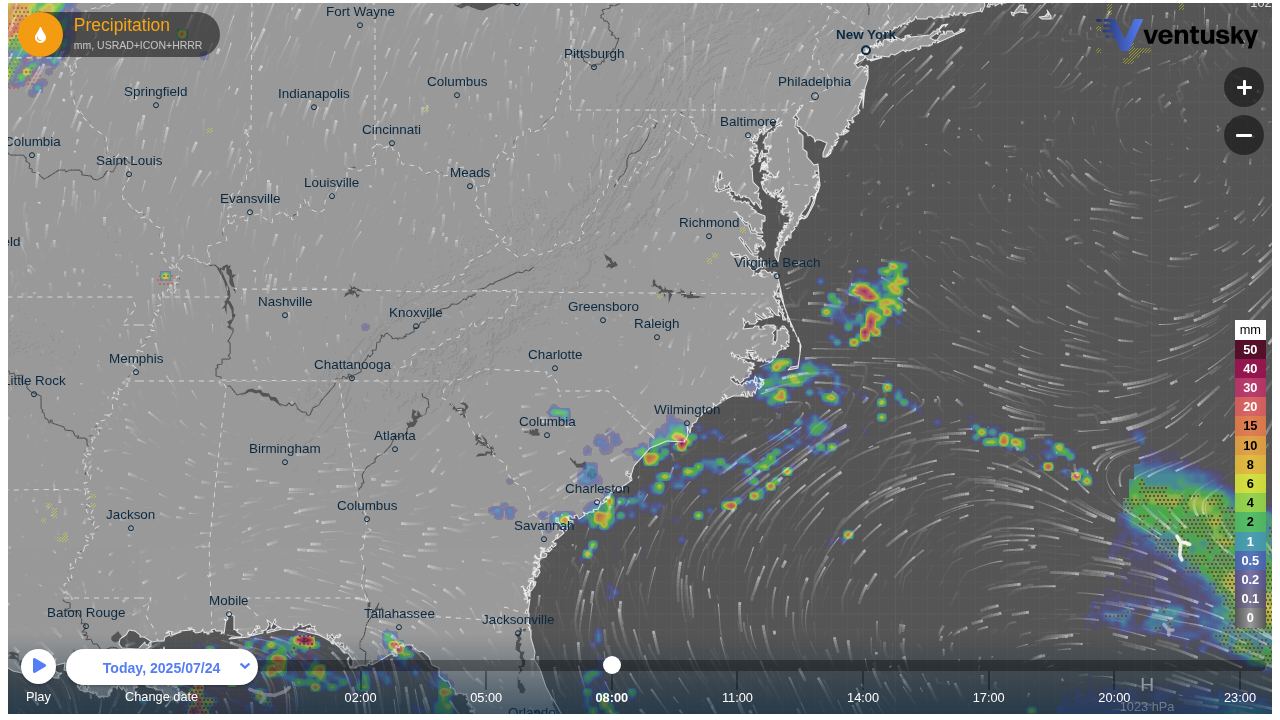 Precipitation
mm, USRAD+ICON+HRRR
Fort Wayne
102
New York
ventusky
Pittsburgh
Columbus
Philadelphia
Springfield
Indianapolis
+
Baltimore
Cincinnati
−
Columbia
Saint Louis
Meads
Louisville
Evansville
Richmond
eld
Virginia Beach
Nashville
Knoxville
Greensboro
Raleigh
mm
50
Memphis
Charlotte
Chattanooga
40
Little Rock
30
Wilmington
20
Columbia
15
Atlanta
Birmingham
10
8
Charleston
6
Columbus
4
Jackson
Savannah
2
1
0.5
0.2
Mobile
0.1
Baton Rouge
Tallahassee
Jacksonville
0
Today, 2025/07/24
H
Play
Change date
02:00
05:00
08:00
11:00
14:00
17:00
20:00
23:00
1023 hPa
Orlando